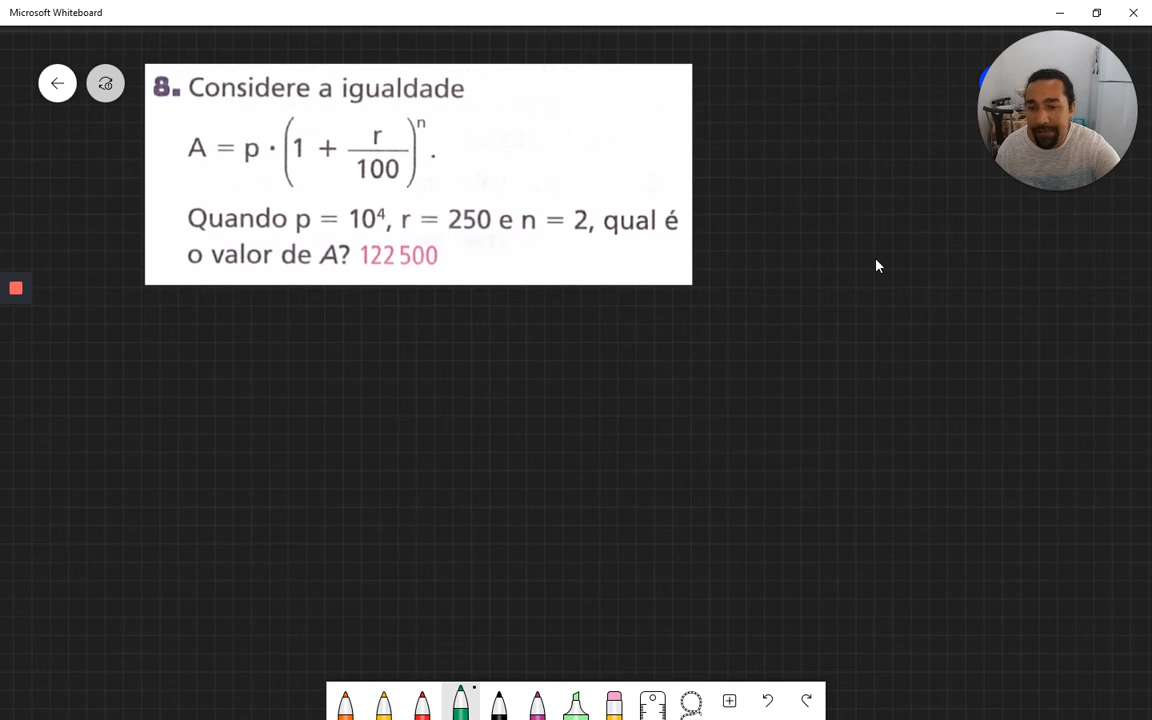 Microsoft Whiteboard
8. Considere a igualdade
A = p · (1 + r/100)ⁿ.
Quando p = 10⁴, r = 250 e n = 2, qual é
o valor de A? 122 500